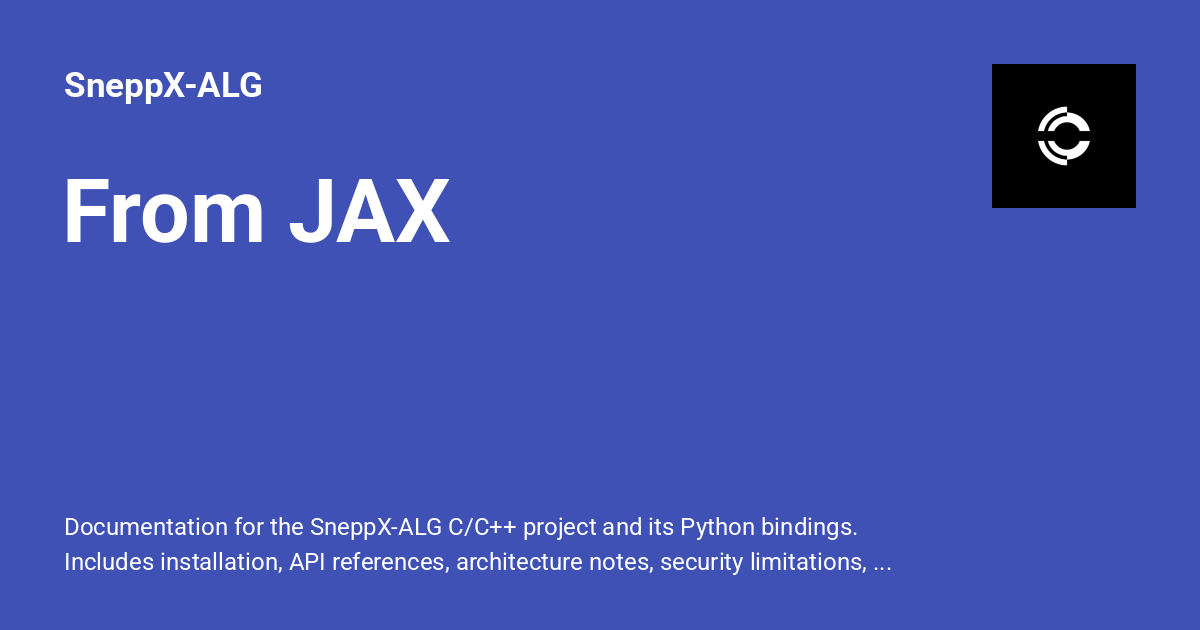 SneppX-ALG
From JAX
Documentation for the SneppX-ALG C/C++ project and its Python bindings.
Includes installation, API references, architecture notes, security limitations, ...